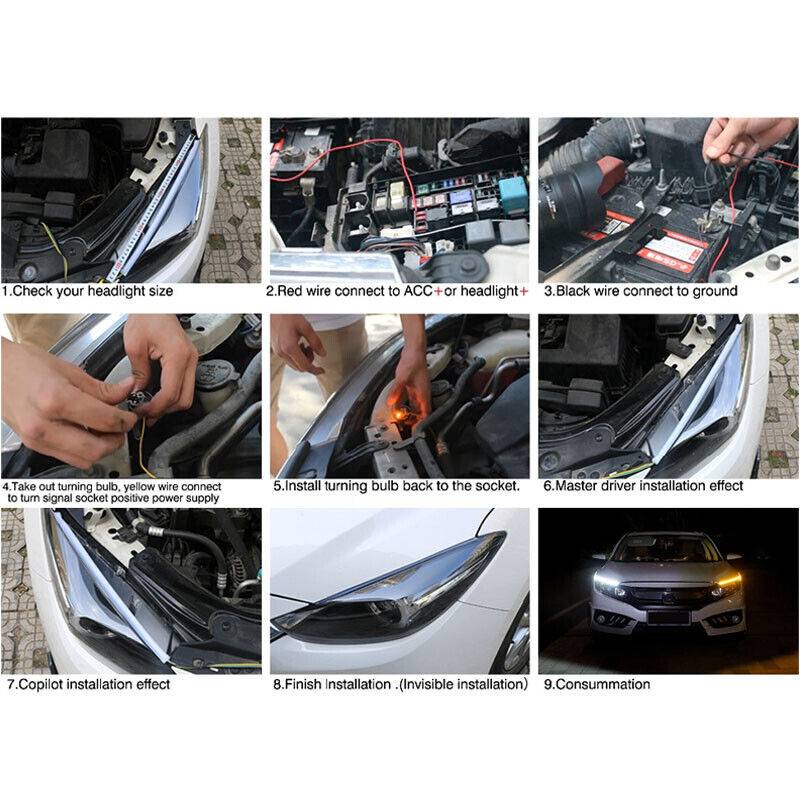 1.Check your headlight size
2.Red wire connect to ACC+or headlight+
3.Black wire connect to ground
4.Take out turning bulb, yellow wire connect
to turn signal socket positive power supply
5.Install turning bulb back to the socket.
6.Master driver installation effect
7.Copilot installation effect
8.Finish Installation .(Invisible installation)
9.Consummation